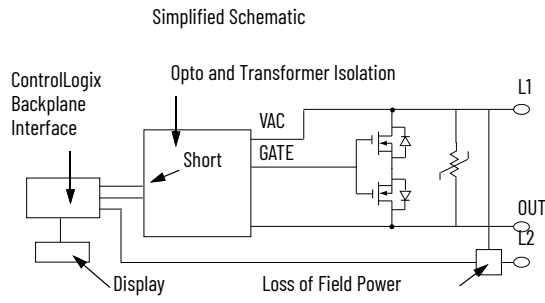 Simplified Schematic
ControlLogix
Backplane
Interface
Opto and Transformer Isolation
L1
VAC
GATE
Short
OUT
L2
Display
Loss of Field Power